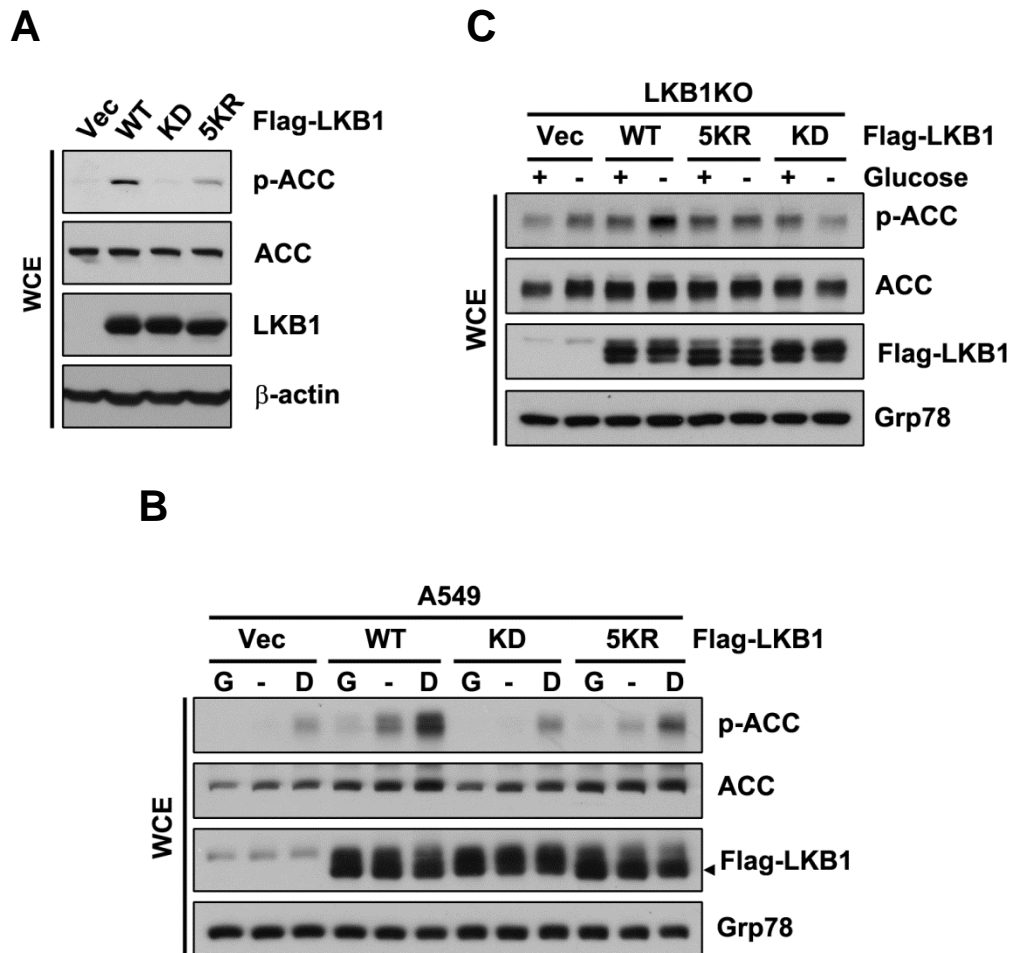 A
Vec WT KD 5KR Flag-LKB1
p-ACC
ACC
LKB1
β-actin
WCE
C
LKB1KO
Vec WT 5KR KD Flag-LKB1
+ - + - + - + - Glucose
p-ACC
ACC
Flag-LKB1
Grp78
WCE
B
A549
Vec WT KD 5KR Flag-LKB1
G - D G - D G - D G - D
p-ACC
ACC
Flag-LKB1
Grp78
WCE